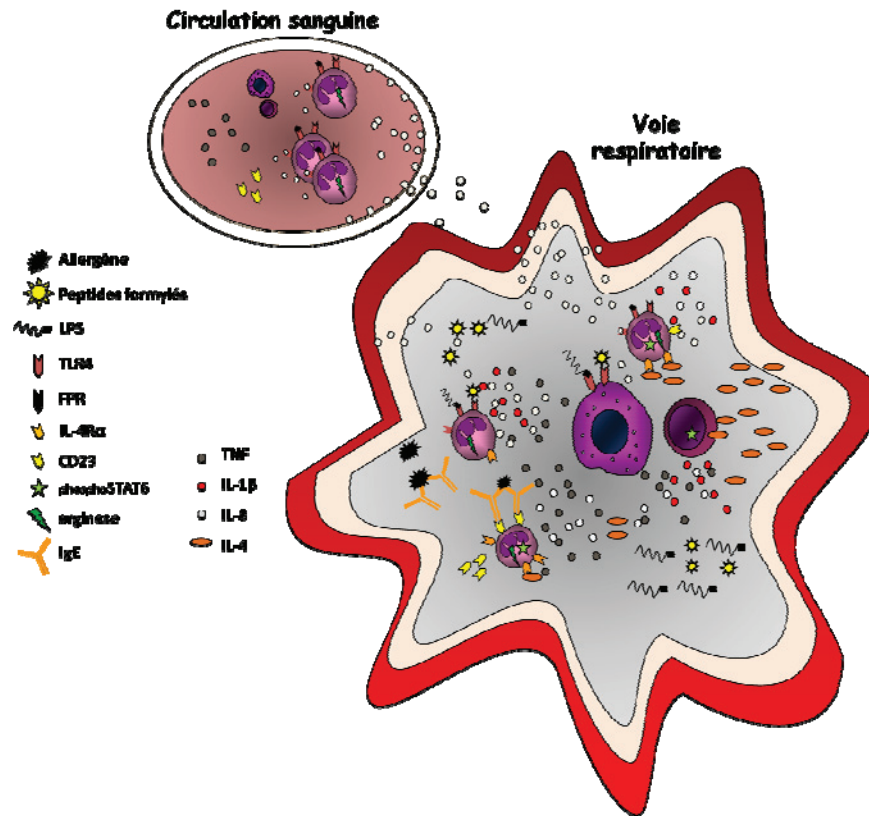 Circulation sanguine
Voie
respiratoire
Allergène
Peptides formylés
LPS
TLR4
FPR
IL-4Rα
CD23
phosphoSTAT6
arginase
IgE
TNF
IL-1β
IL-8
IL-4